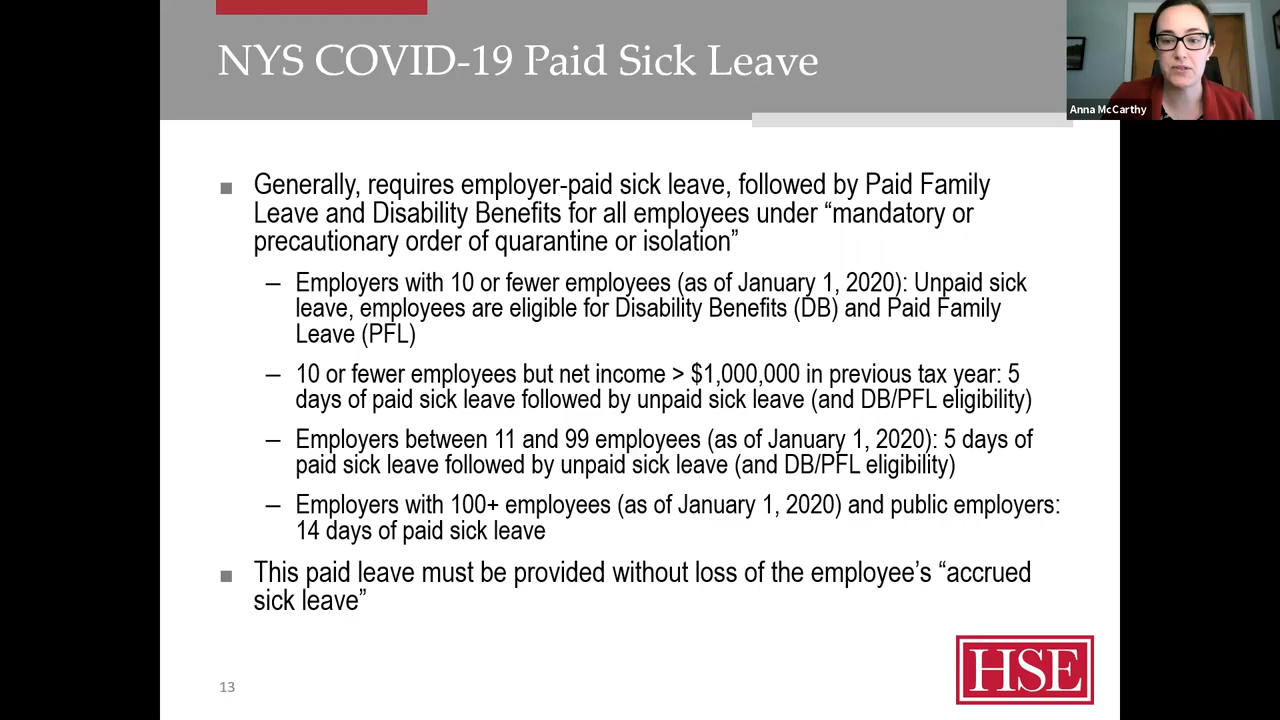 NYS COVID-19 Paid Sick Leave
Anna McCarthy
Generally, requires employer-paid sick leave, followed by Paid Family
Leave and Disability Benefits for all employees under “mandatory or
precautionary order of quarantine or isolation”
– Employers with 10 or fewer employees (as of January 1, 2020): Unpaid sick
leave, employees are eligible for Disability Benefits (DB) and Paid Family
Leave (PFL)
– 10 or fewer employees but net income > $1,000,000 in previous tax year: 5
days of paid sick leave followed by unpaid sick leave (and DB/PFL eligibility)
– Employers between 11 and 99 employees (as of January 1, 2020): 5 days of
paid sick leave followed by unpaid sick leave (and DB/PFL eligibility)
– Employers with 100+ employees (as of January 1, 2020) and public employers:
14 days of paid sick leave
This paid leave must be provided without loss of the employee’s “accrued
sick leave”
HSE
13